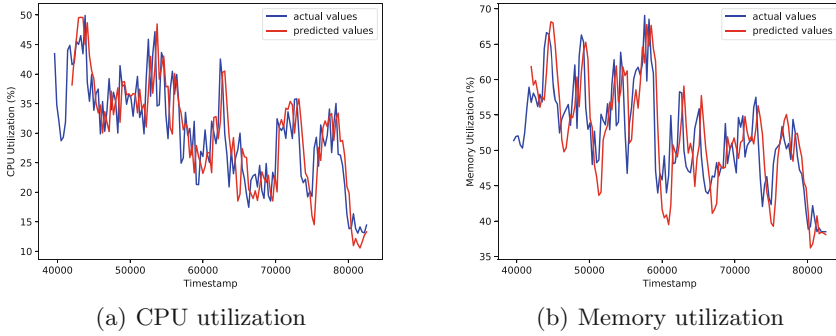 actual values
predicted values
CPU Utilization (%)
50
45
40
35
30
25
20
15
10
40000 50000 60000 70000 80000
Timestamp
(a) CPU utilization
actual values
predicted values
Memory Utilization (%)
70
65
60
55
50
45
40
35
40000 50000 60000 70000 80000
Timestamp
(b) Memory utilization